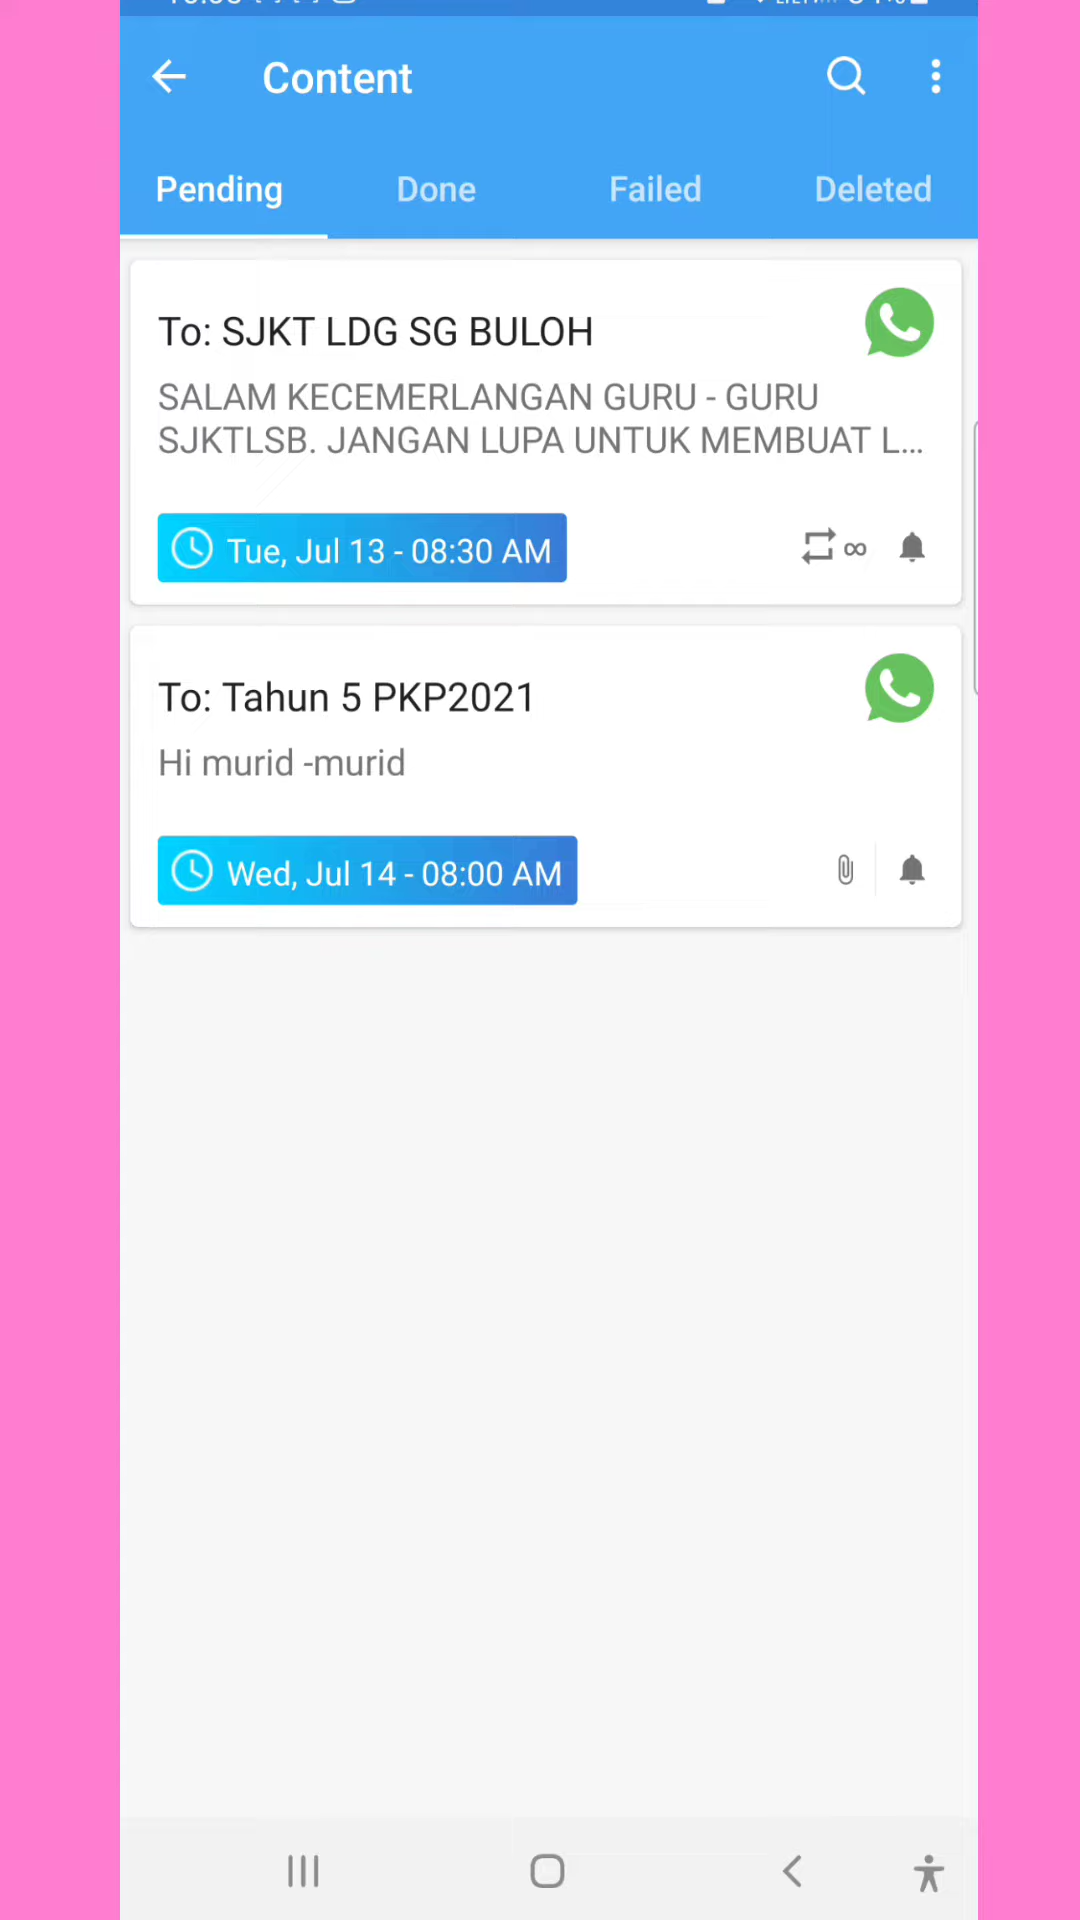 Content
Pending Done Failed Deleted
To: SJKT LDG SG BULOH
SALAM KECEMERLANGAN GURU - GURU
SJKTLSB. JANGAN LUPA UNTUK MEMBUAT L...
Tue, Jul 13 - 08:30 AM
∞
To: Tahun 5 PKP2021
Hi murid -murid
Wed, Jul 14 - 08:00 AM